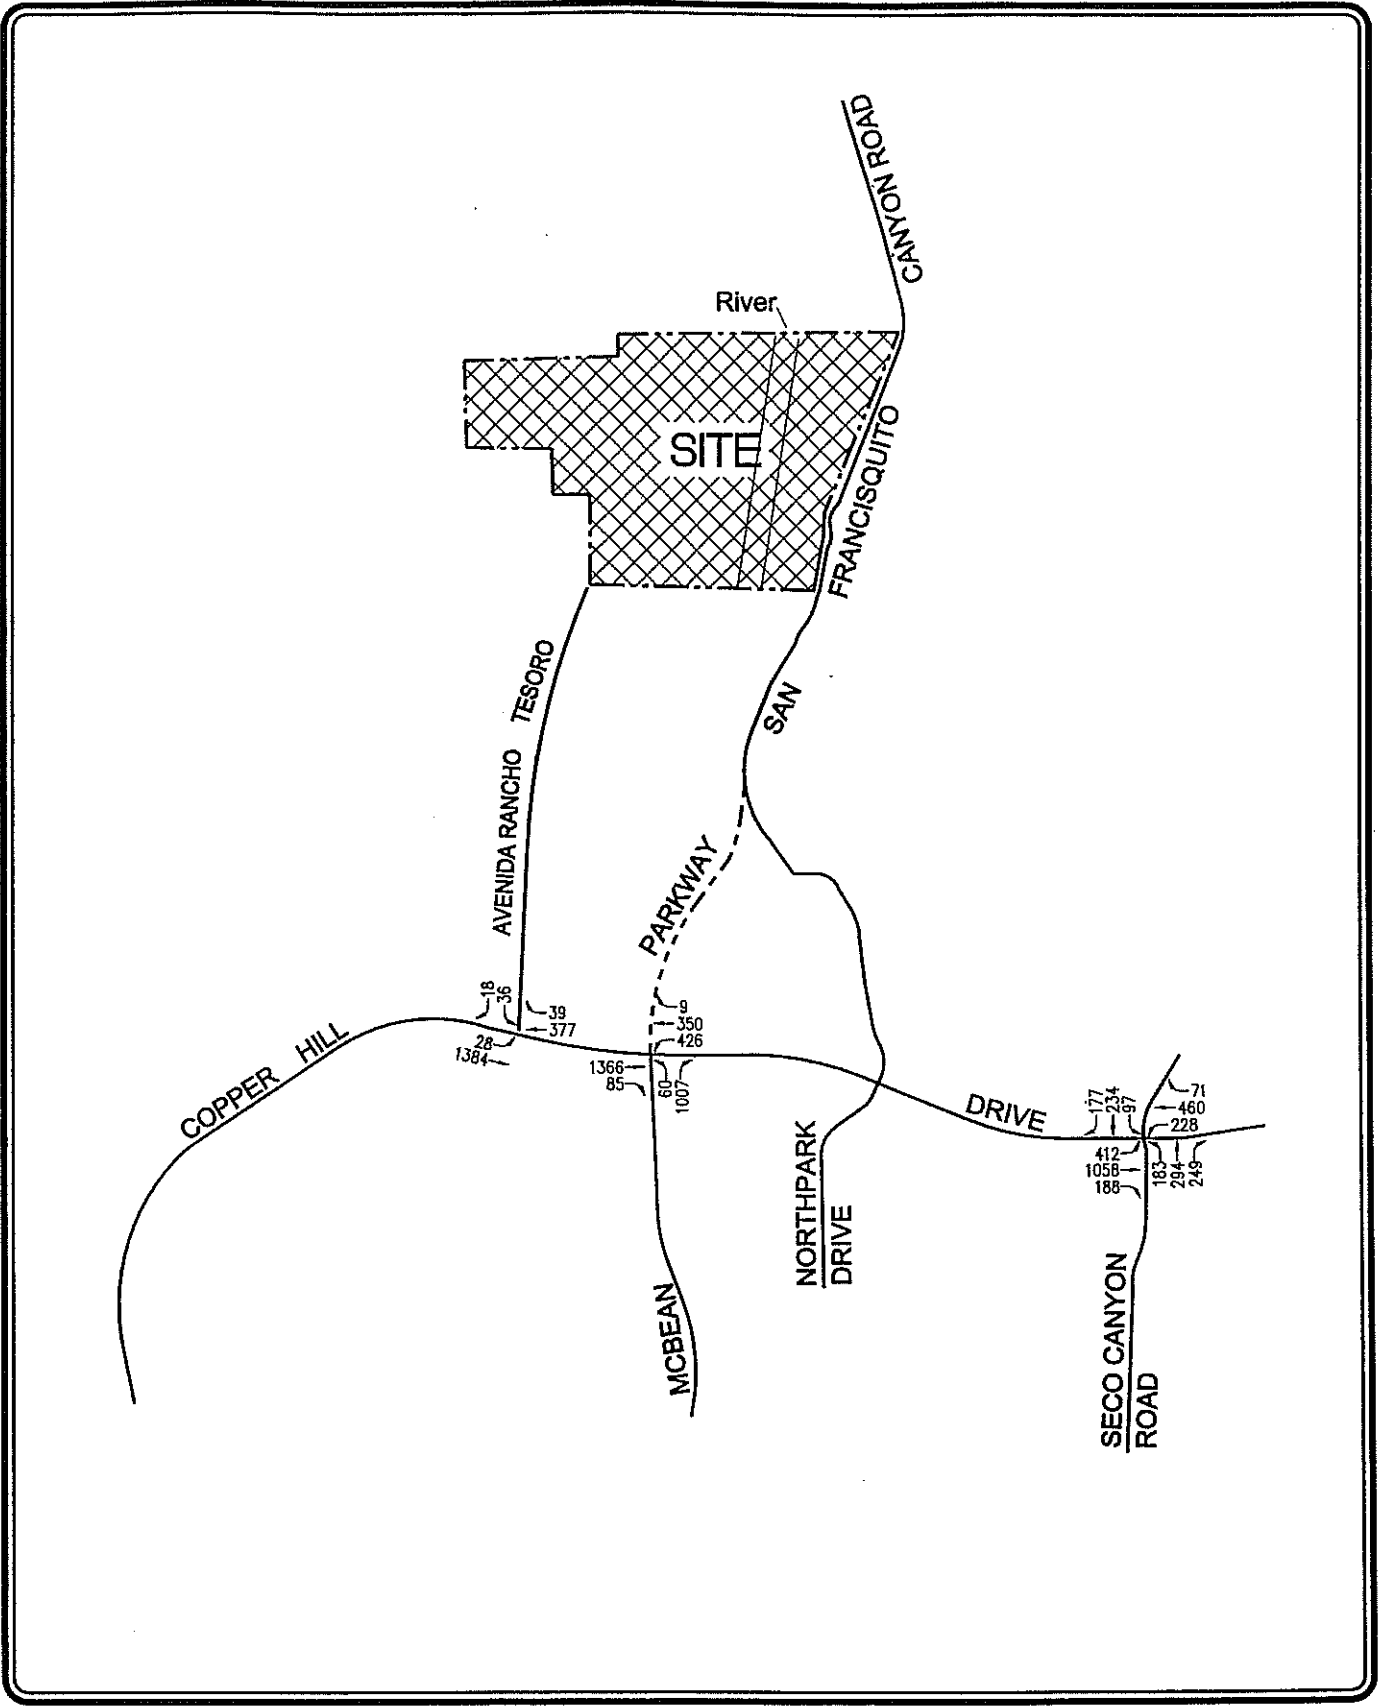 CANYON ROAD
River
SITE
FRANCISQUITO
SAN
AVENIDA RANCHO TESORO
PARKWAY
COPPER HILL
18
36
39
377
28
1384
9
350
426
1366
85
60
1007
DRIVE
177
234
97
71
460
228
412
1058
188
183
294
249
NORTHPARK
DRIVE
MCBEAN
SECO CANYON
ROAD